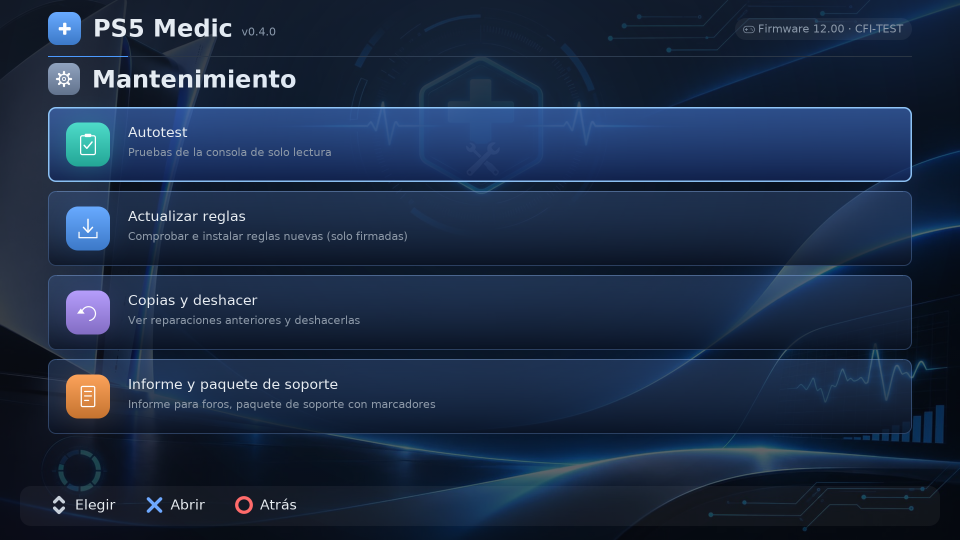 PS5 Medic v0.4.0
Firmware 12.00 · CFI-TEST
Mantenimiento
Autotest
Pruebas de la consola de solo lectura
Actualizar reglas
Comprobar e instalar reglas nuevas (solo firmadas)
Copias y deshacer
Ver reparaciones anteriores y deshacerlas
Informe y paquete de soporte
Informe para foros, paquete de soporte con marcadores
Elegir Abrir Atrás